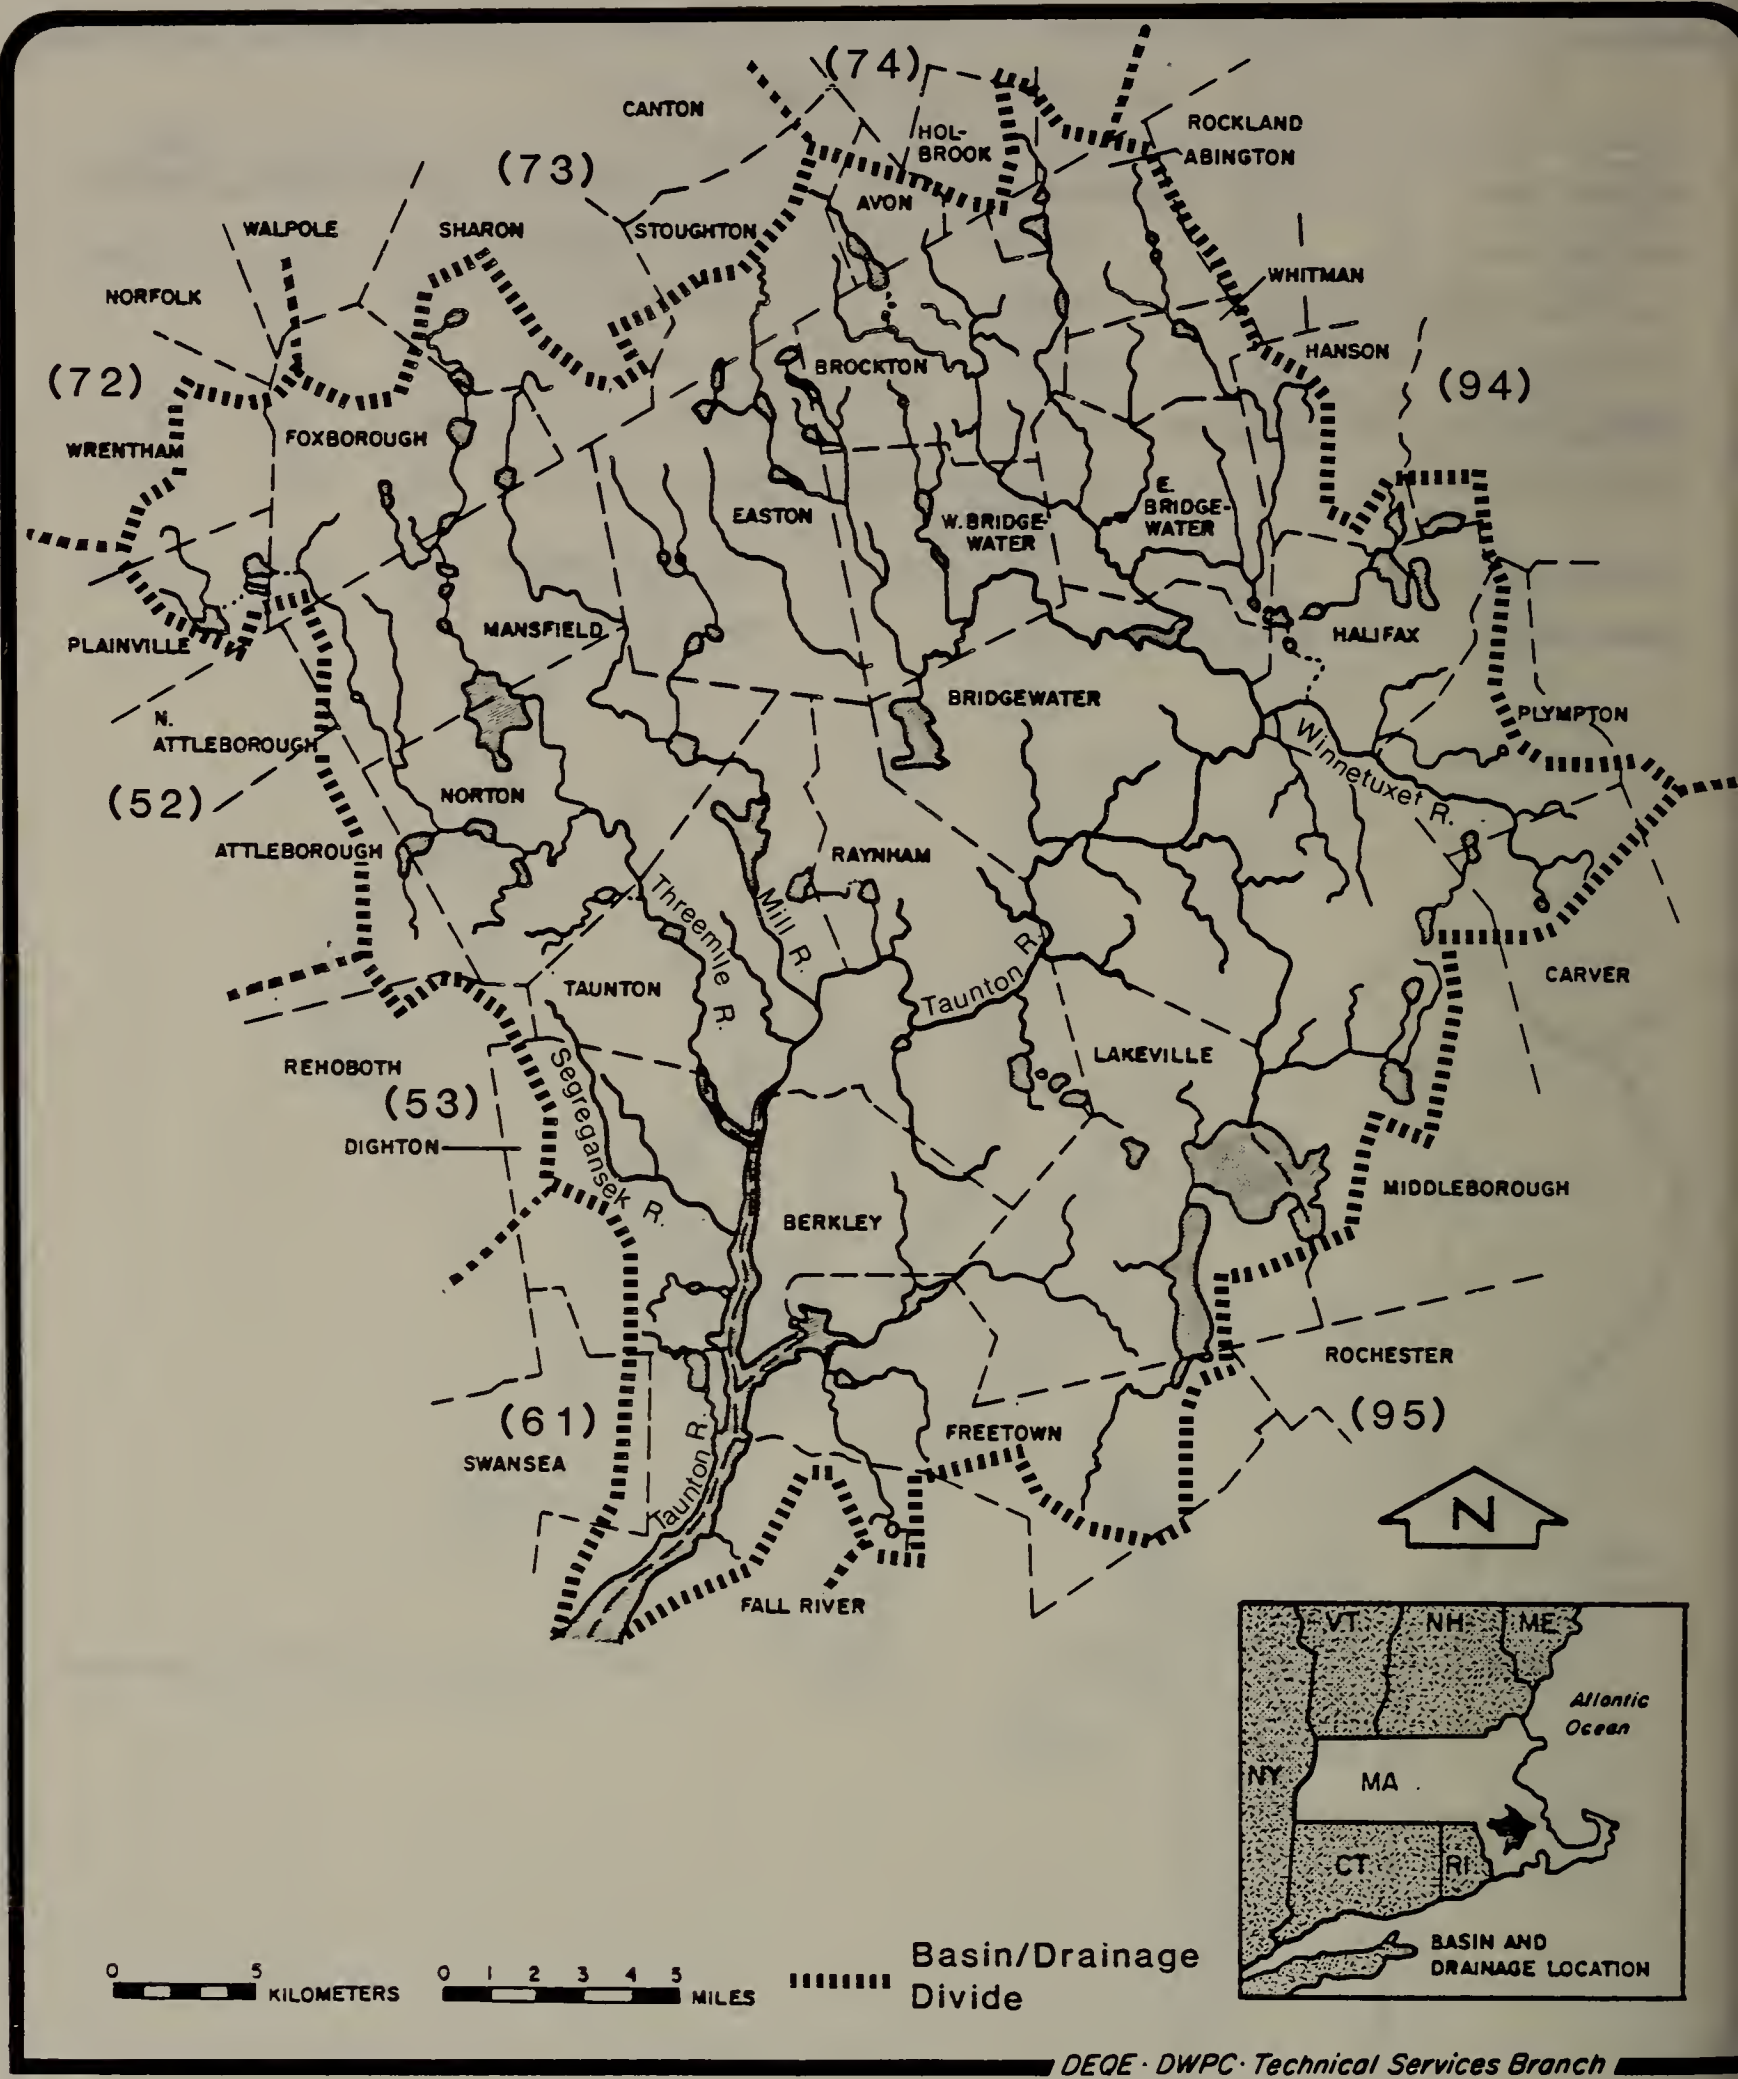 (74)
CANTON
HOL-
BROOK
ROCKLAND
ABINGTON
(73)
AVON
WALPOLE
SHARON
STOUGHTON
WHITMAN
NORFOLK
HANSON
(72)
BROCKTON
(94)
FOXBOROUGH
WRENTHAM
EASTON
W. BRIDGE-
WATER
E.
BRIDGE-
WATER
PLAINVILLE
MANSFIELD
HALIFAX
BRIDGEWATER
PLYMPTON
N.
ATTLEBOROUGH
Winnetuxet R.
(52)
NORTON
ATTLEBOROUGH
RAYNHAM
Threemile R.
Mill R.
Taunton R.
TAUNTON
CARVER
REHOBOTH
LAKEVILLE
(53)
Segregansek R.
DIGHTON
MIDDLEBOROUGH
BERKLEY
ROCHESTER
(61)
(95)
SWANSEA
FREETOWN
Taunton R.
N
FALL RIVER
VT
NH
ME
Atlantic
Ocean
NY
MA
CT
RI
BASIN AND
DRAINAGE LOCATION
0 5
KILOMETERS
0 1 2 3 4 5
MILES
Basin/Drainage
Divide
DEQE · DWPC · Technical Services Branch